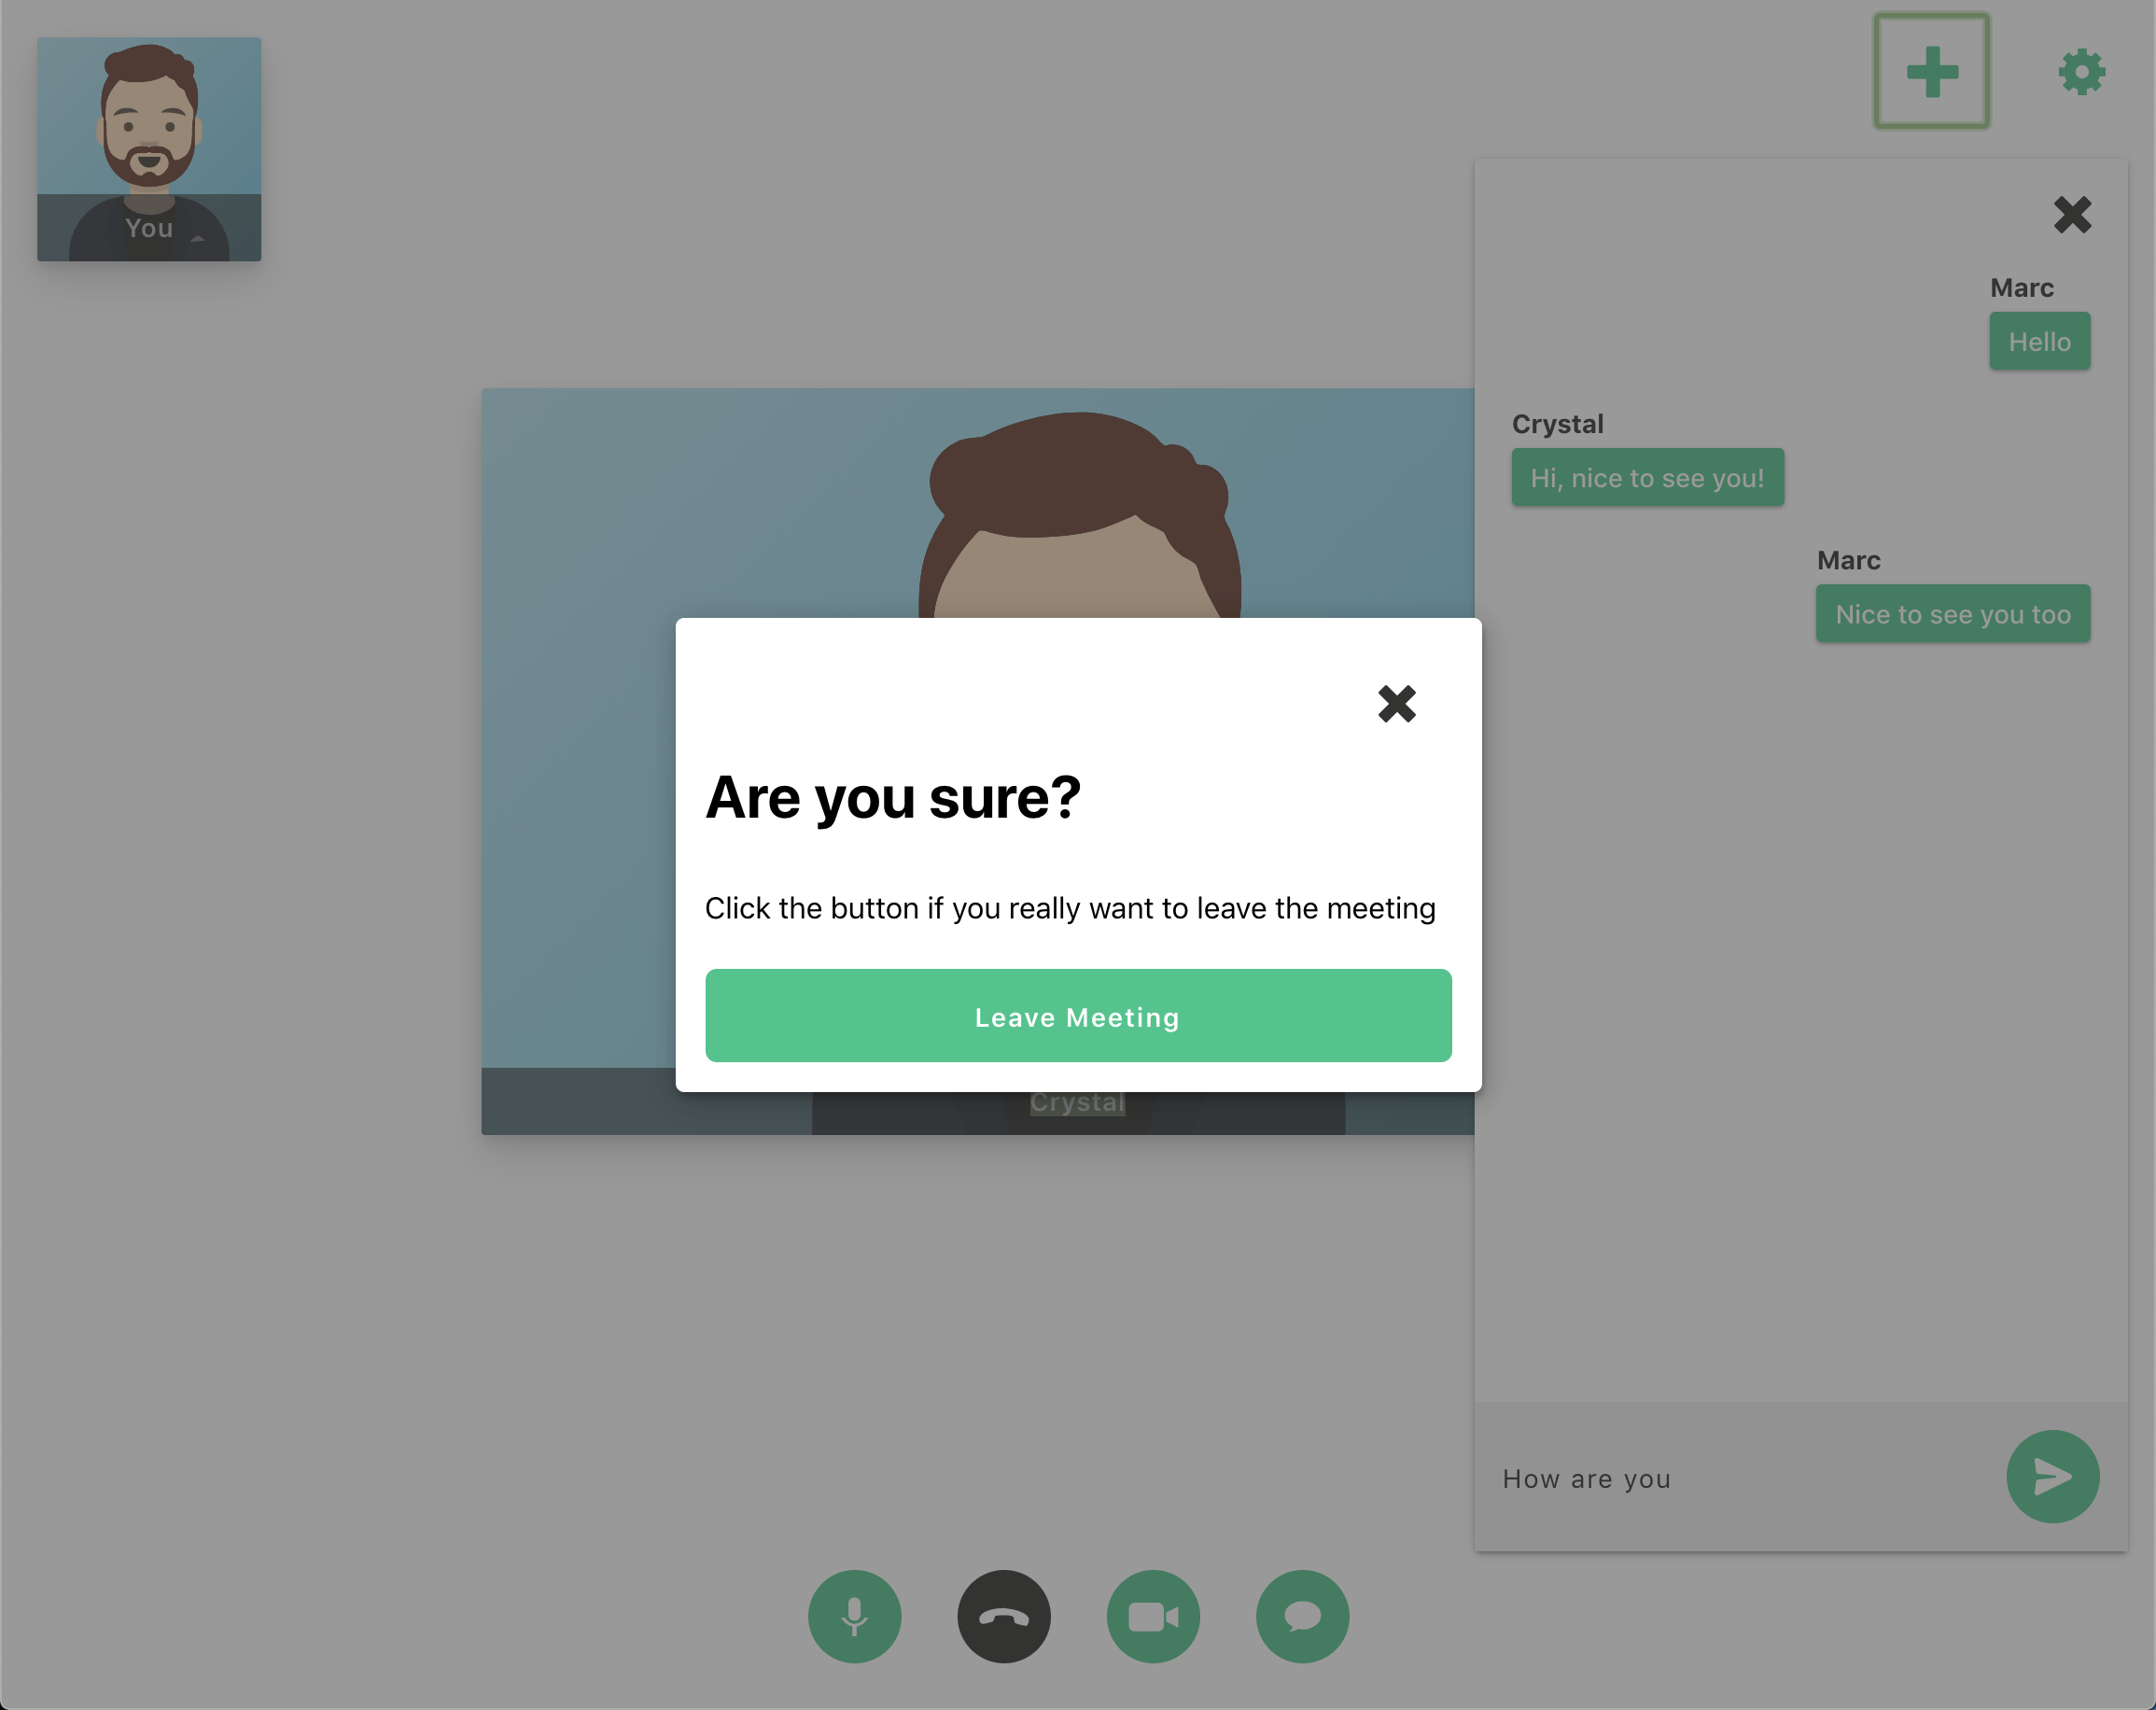 You
Marc
Hello
Crystal
Hi, nice to see you!
Marc
Nice to see you too
Are you sure?
Click the button if you really want to leave the meeting
Leave Meeting
Crystal
How are you